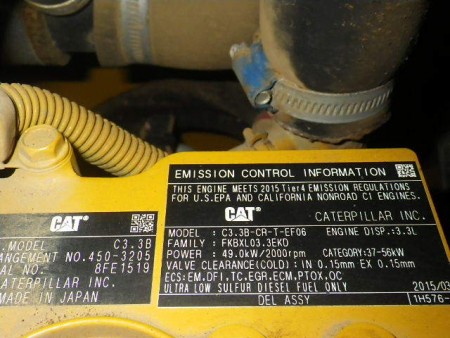 CAT
. MODEL C3.3B
ANGEMENT NO. 450-3205
AL NO. 8FE1519
CATERPILLAR INC.
MADE IN JAPAN
EMISSION CONTROL INFORMATION
THIS ENGINE MEETS 2015 Tier4 EMISSION REGULATIONS
FOR U.S.EPA AND CALIFORNIA NONROAD CI ENGINES.
CAT CATERPILLAR INC.
MODEL : C3.3B-CR-T-EF06 ENGINE DISP.:3.3L
FAMILY : FKBXL03.3EKD
POWER : 49.0kW/2000rpm CATEGORY:37-56kW
VALVE CLEARANCE(COLD) : IN 0.15mm EX 0.15mm
ECS:EM,DFI,TC,EGR,ECM,PTOX,OC
ULTRA LOW SULFUR DIESEL FUEL ONLY 2015/03
DEL ASSY 1H576-